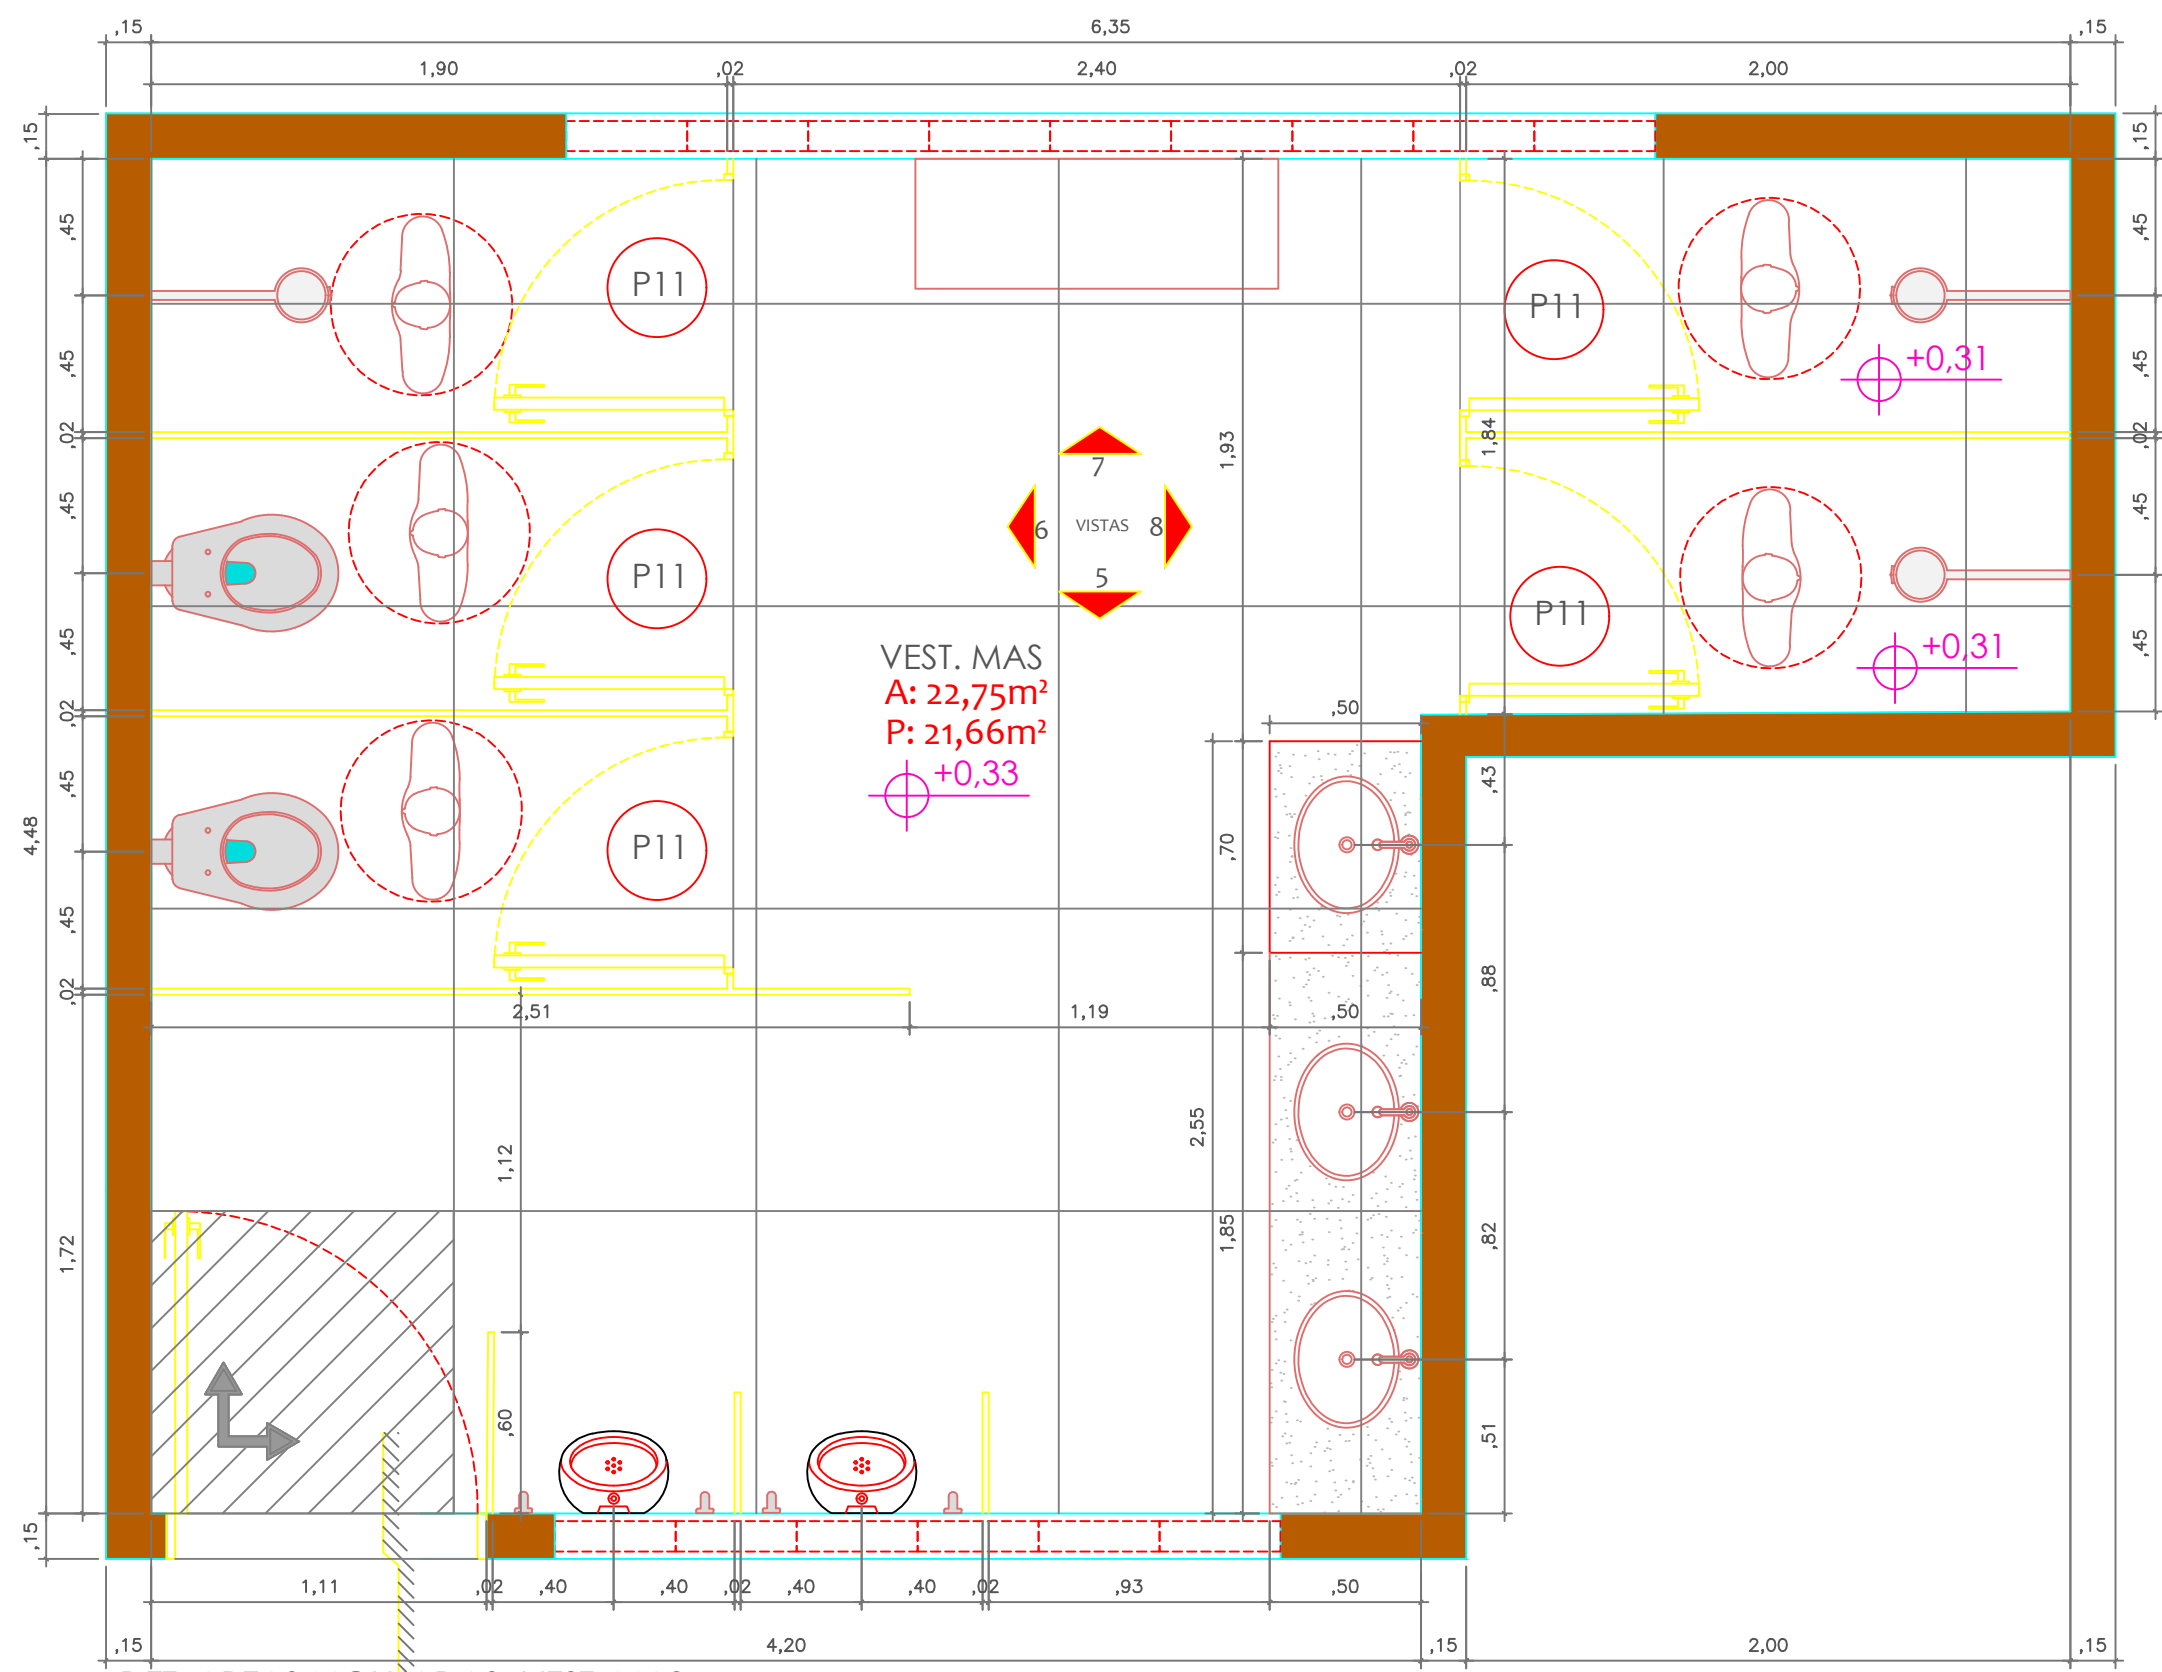 ,15 6,35 ,15
1,90 ,02 2,40 ,02 2,00
,15 ,15
,45 ,45
P11 P11
+0,31
,45 ,45
,02 1,93 1,84 ,02
7
,45 6 VISTAS 8 ,45
5
P11 P11
,45 +0,31 ,45
VEST. MAS
A: 22,75m²
,02 P: 21,66m² ,50
+0,33
,45 ,43
4,48 P11 ,70
,45
,02 ,88
2,51 1,19 ,50
1,12 2,55
1,72 1,85 ,82
,60 ,51
,15
1,11 ,02 ,40 ,40 ,02 ,40 ,40 ,02 ,93 ,50
,15 4,20 ,15 2,00 ,15